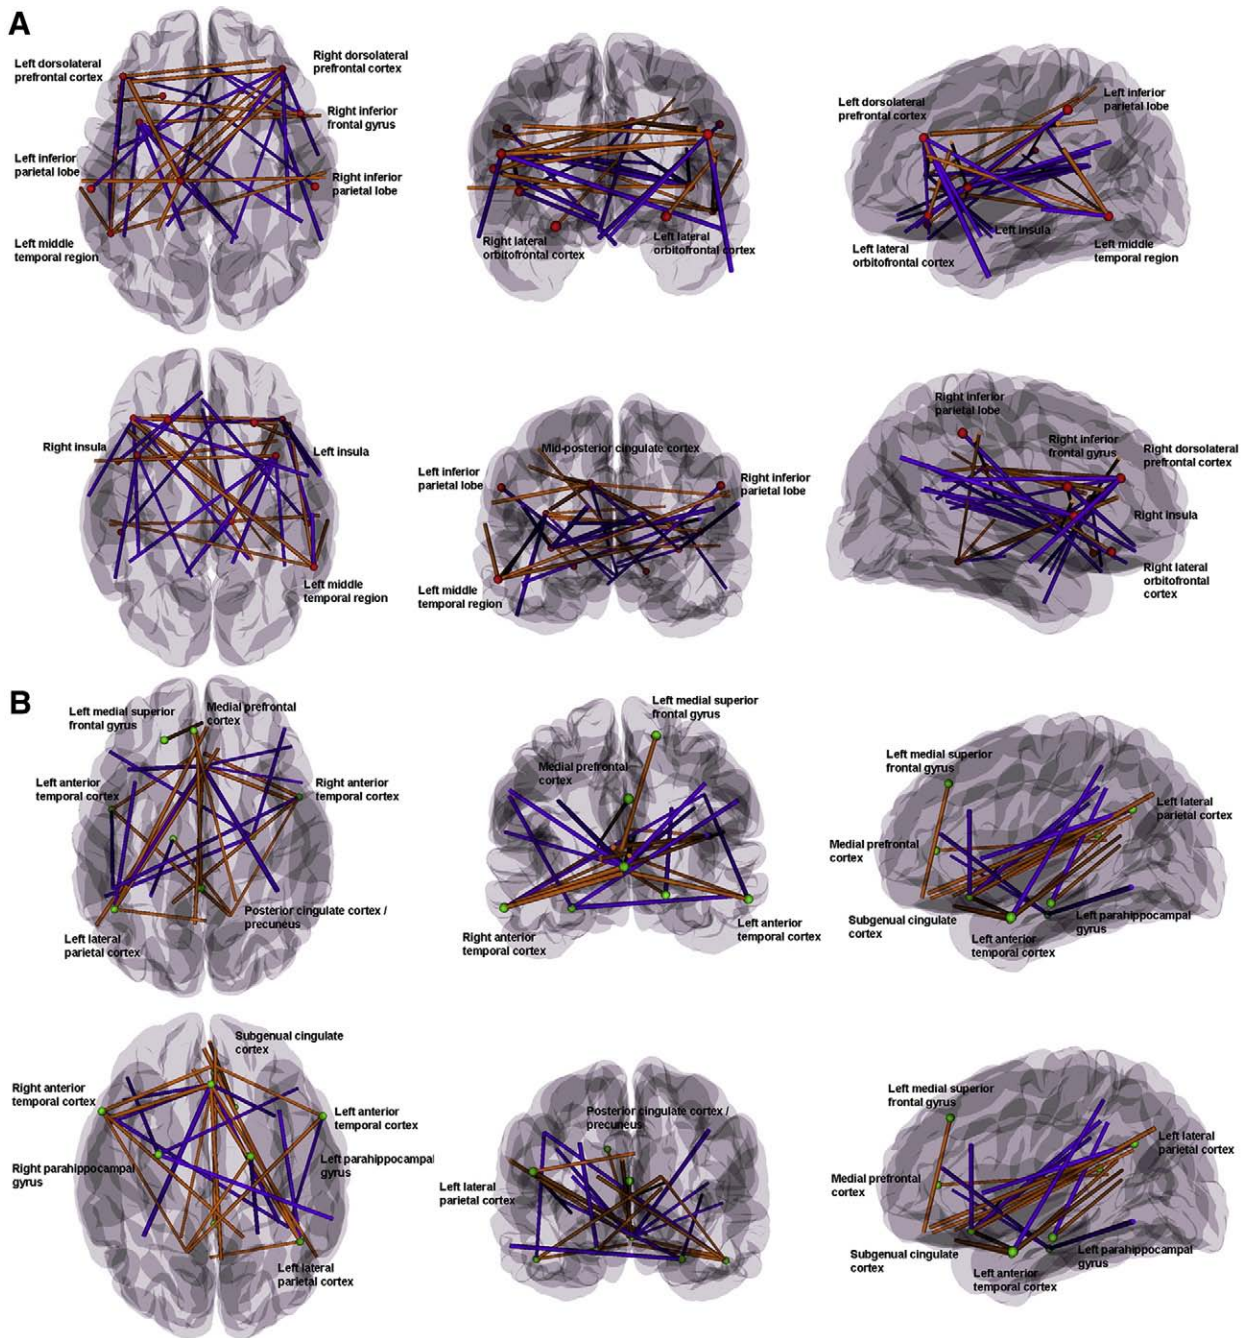 A
Left dorsolateral
prefrontal cortex
Right dorsolateral
prefrontal cortex
Right inferior
frontal gyrus
Left inferior
parietal lobe
Right inferior
parietal lobe
Left middle
temporal region
Right lateral
orbitofrontal cortex
Left lateral
orbitofrontal cortex
Left dorsolateral
prefrontal cortex
Left inferior
parietal lobe
Left insula
Left lateral
orbitofrontal cortex
Left middle
temporal region
Right insula
Left insula
Left middle
temporal region
Mid-posterior cingulate cortex
Left inferior
parietal lobe
Right inferior
parietal lobe
Left middle
temporal region
Right inferior
parietal lobe
Right inferior
frontal gyrus
Right dorsolateral
prefrontal cortex
Right insula
Right lateral
orbitofrontal
cortex
B
Left medial superior
frontal gyrus
Medial prefrontal
cortex
Left anterior
temporal cortex
Right anterior
temporal cortex
Posterior cingulate cortex /
precuneus
Left lateral
parietal cortex
Left medial superior
frontal gyrus
Medial prefrontal
cortex
Right anterior
temporal cortex
Left anterior
temporal cortex
Left medial superior
frontal gyrus
Left lateral
parietal cortex
Medial prefrontal
cortex
Subgenual cingulate
cortex
Left parahippocampal
gyrus
Left anterior
temporal cortex
Subgenual cingulate
cortex
Right anterior
temporal cortex
Left anterior
temporal cortex
Right parahippocampal
gyrus
Left parahippocampal
gyrus
Left lateral
parietal cortex
Posterior cingulate cortex /
precuneus
Left lateral
parietal cortex
Left medial superior
frontal gyrus
Left lateral
parietal cortex
Medial prefrontal
cortex
Subgenual cingulate
cortex
Left parahippocampal
gyrus
Left anterior
temporal cortex